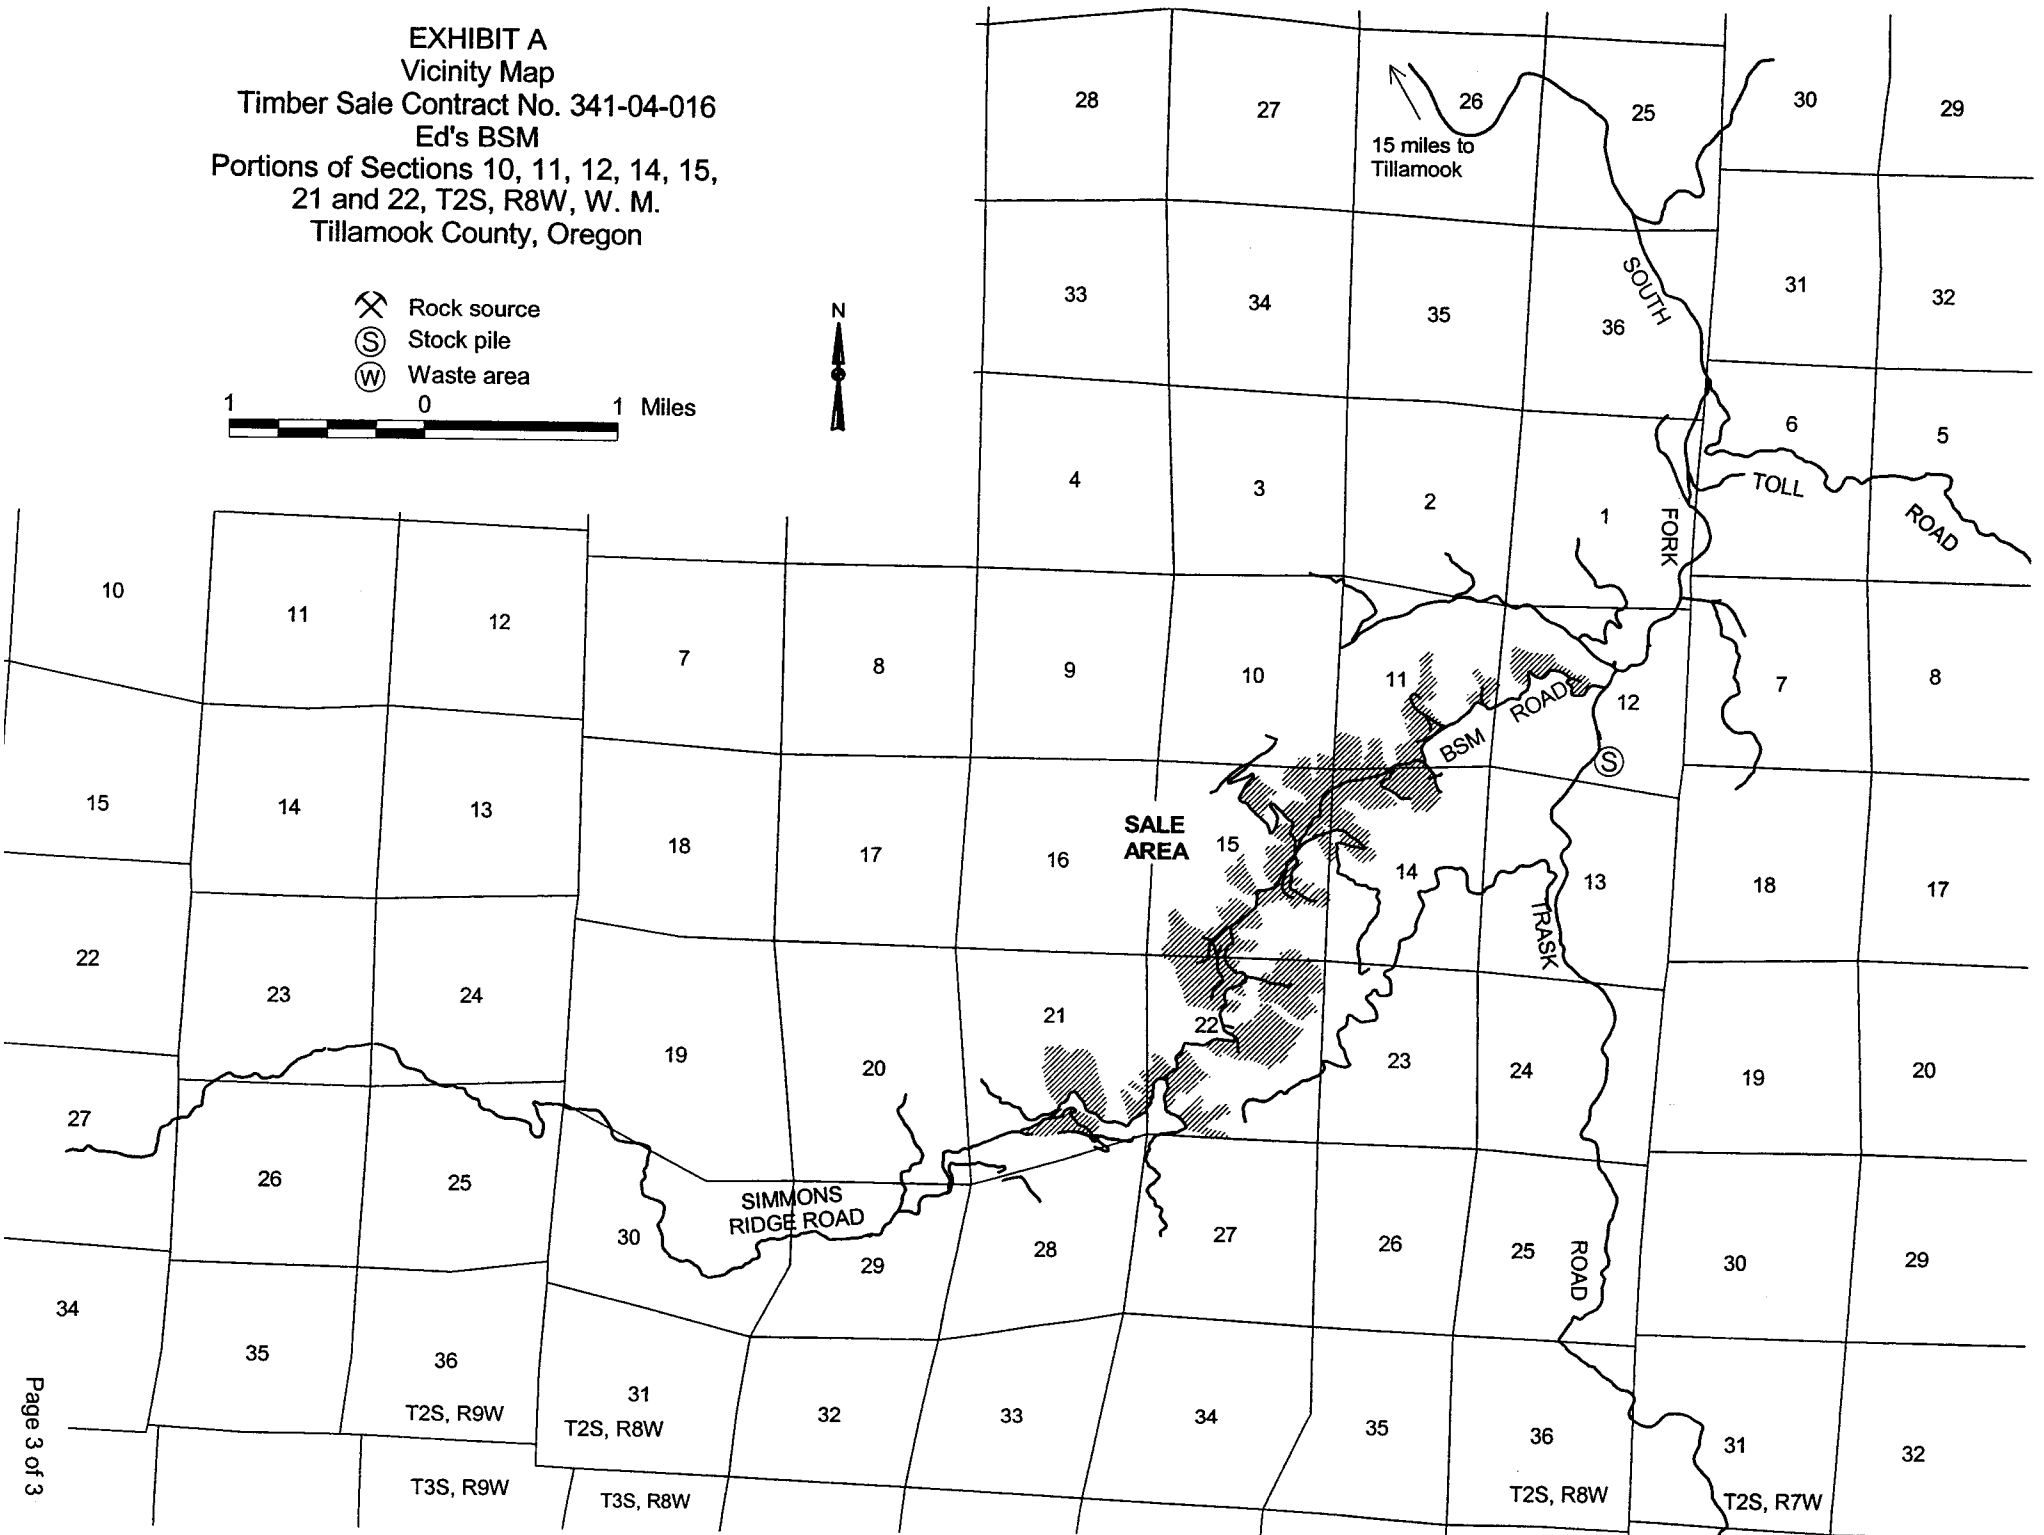 EXHIBIT A
Vicinity Map
Timber Sale Contract No. 341-04-016
Ed's BSM
Portions of Sections 10, 11, 12, 14, 15,
21 and 22, T2S, R8W, W. M.
Tillamook County, Oregon
Rock source
S Stock pile
W Waste area
1 0 1 Miles
N
28 27 26 25 30 29
15 miles to
Tillamook
33 34 35 36 31 32
SOUTH
4 3 2 1 6 5
TOLL
ROAD
FORK
10 11 12 7 8 9 10 11 12 7 8
BSM
ROAD
S
15 14 13 18 17 16 15 14 13 18 17
SALE
AREA
TRASK
22 23 24 19 20 21 22 23 24 19 20
27 26 25 30 29 28 27 26 25 30 29
SIMMONS
RIDGE ROAD
ROAD
34 35 36 31 32 33 34 35 36 31 32
T2S, R9W
T2S, R8W
T2S, R8W
T2S, R7W
T3S, R9W
T3S, R8W
Page 3 of 3